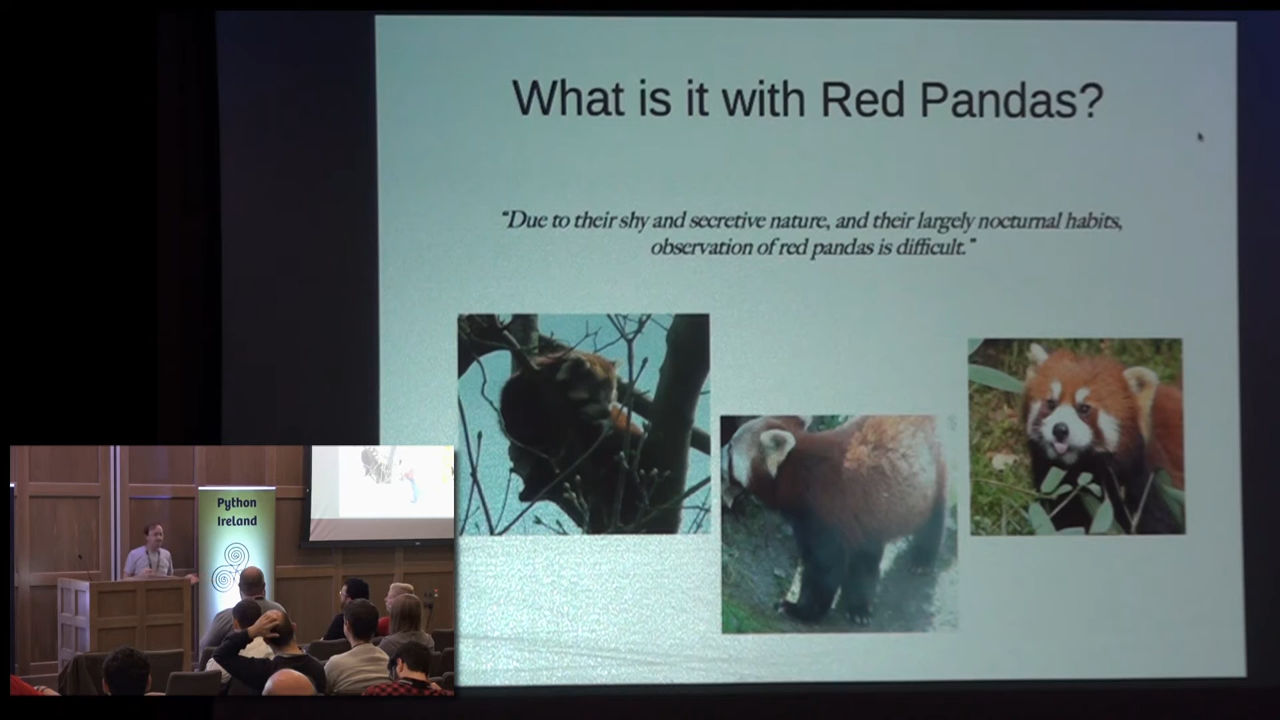 What is it with Red Pandas?
"Due to their shy and secretive nature, and their largely nocturnal habits,
observation of red pandas is difficult."
Python
Ireland